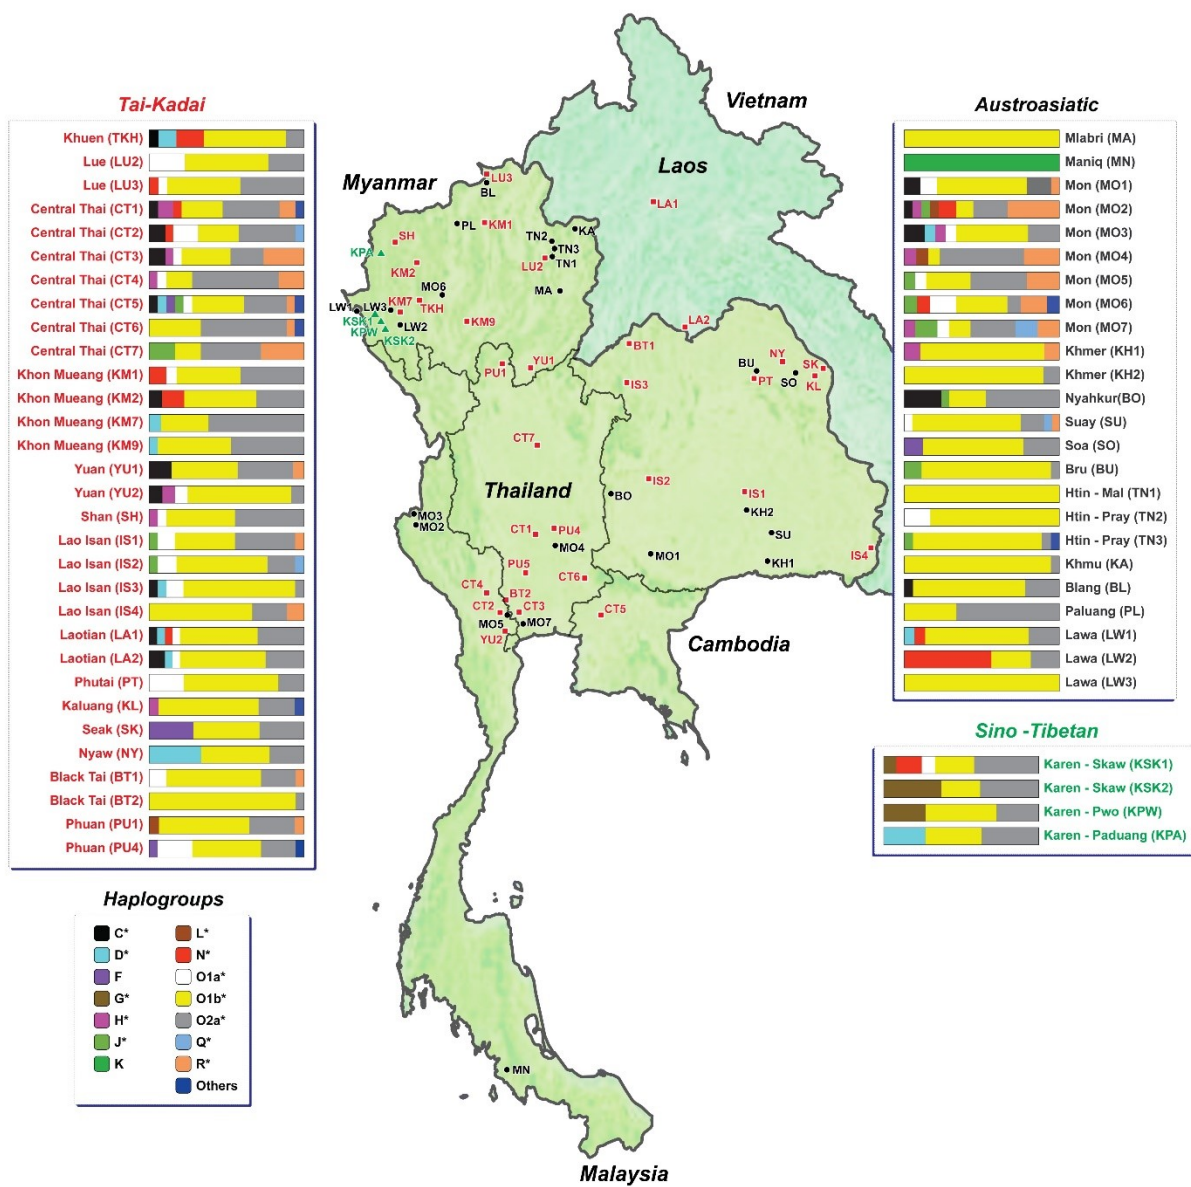 Tai-Kadai
Khuen (TKH)
Lue (LU2)
Lue (LU3)
Central Thai (CT1)
Central Thai (CT2)
Central Thai (CT3)
Central Thai (CT4)
Central Thai (CT5)
Central Thai (CT6)
Central Thai (CT7)
Khon Mueang (KM1)
Khon Mueang (KM2)
Khon Mueang (KM7)
Khon Mueang (KM9)
Yuan (YU1)
Yuan (YU2)
Shan (SH)
Lao Isan (IS1)
Lao Isan (IS2)
Lao Isan (IS3)
Lao Isan (IS4)
Laotian (LA1)
Laotian (LA2)
Phutai (PT)
Kaluang (KL)
Seak (SK)
Nyaw (NY)
Black Tai (BT1)
Black Tai (BT2)
Phuan (PU1)
Phuan (PU4)
Haplogroups
C*
D*
F
G*
H*
J*
K
L*
N*
O1a*
O1b*
O2a*
Q*
R*
Others
Vietnam
Laos
Myanmar
LU3
BL
LA1
PL
KM1
KA
SH
TN2
TN3
KPA
TN1
LU2
KM2
MO6
MA
LW1
LW3
KM7
TKH
KSK1
KPW
LW2
KSK2
KM9
LA2
BT1
YU1
PU1
NY
BU
SK
PT
SO
KL
IS3
CT7
IS2
Thailand
BO
IS1
KH2
MO3
MO2
CT1
PU4
MO4
SU
MO1
KH1
IS4
PU5
CT6
CT4
BT2
CT2
CT3
CT5
MO5
MO7
YU2
Cambodia
MN
Malaysia
Austroasiatic
Mlabri (MA)
Maniq (MN)
Mon (MO1)
Mon (MO2)
Mon (MO3)
Mon (MO4)
Mon (MO5)
Mon (MO6)
Mon (MO7)
Khmer (KH1)
Khmer (KH2)
Nyahkur(BO)
Suay (SU)
Soa (SO)
Bru (BU)
Htin - Mal (TN1)
Htin - Pray (TN2)
Htin - Pray (TN3)
Khmu (KA)
Blang (BL)
Paluang (PL)
Lawa (LW1)
Lawa (LW2)
Lawa (LW3)
Sino -Tibetan
Karen - Skaw (KSK1)
Karen - Skaw (KSK2)
Karen - Pwo (KPW)
Karen - Paduang (KPA)